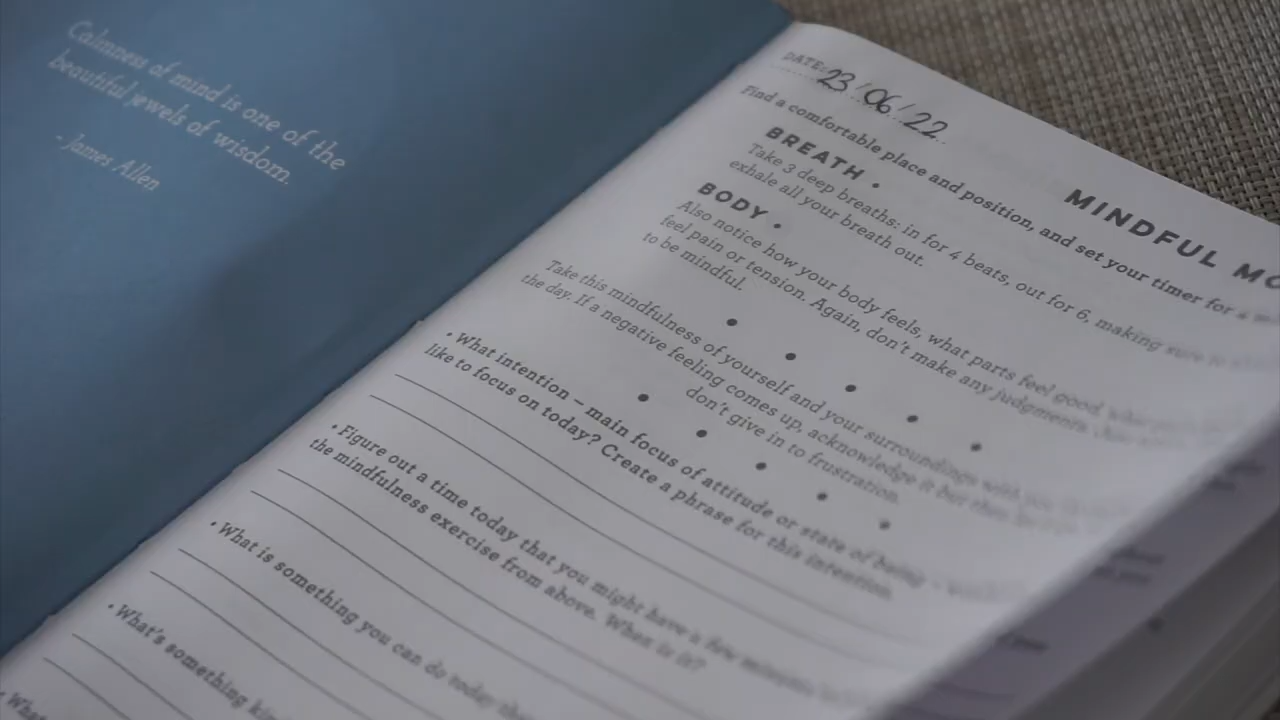 Calmness of mind is one of the
beautiful jewels of wisdom.
- James Allen
DATE: 23/06/22
MINDFUL
Find a comfortable place and position, and set your timer for
BREATH •
Take 3 deep breaths: in for 4 beats, out for 6, making sure to
exhale all your breath out.
BODY •
Also notice how your body feels, what parts feel good,
feel pain or tension. Again, don't make any judgments.
to be mindful.
Take this mindfulness of yourself and your surroundings with you
the day. If a negative feeling comes up, acknowledge it but then
don't give in to frustration.
• What intention – main focus of attitude or state of being –
like to focus on today? Create a phrase for this intention.
• Figure out a time today that you might have a few minutes
the mindfulness exercise from above. When is it?
• What is something you can do today
• What's something
• What